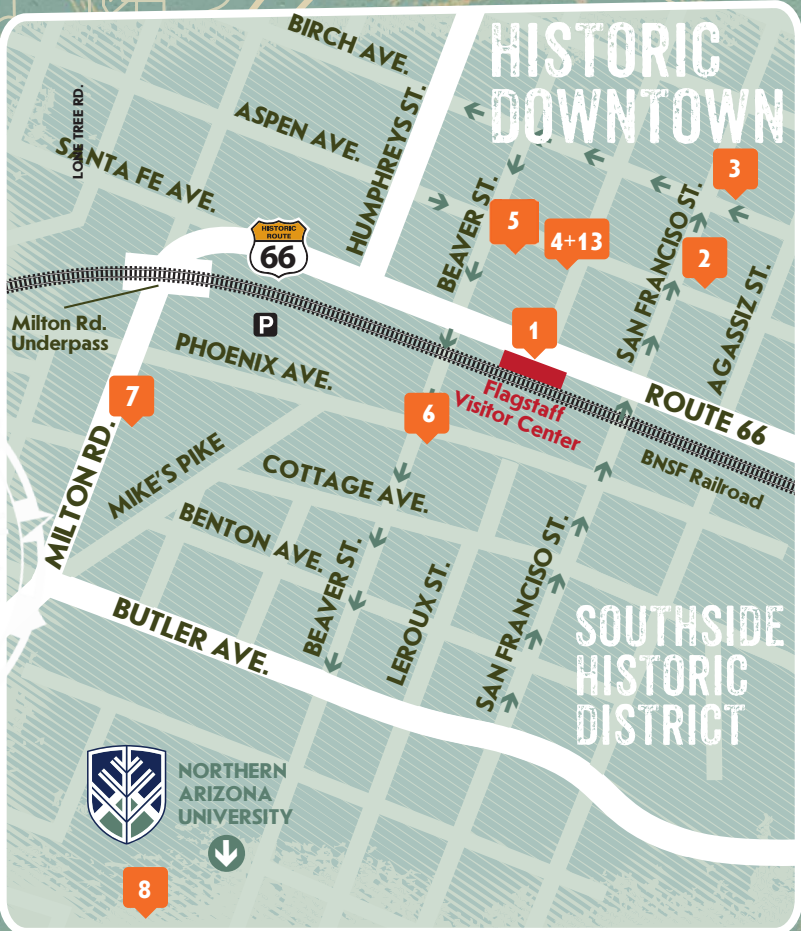 BIRCH AVE.
HISTORIC
DOWNTOWN
LONE TREE RD.
ASPEN AVE.
HUMPHREYS ST.
SANTA FE AVE.
3
BEAVER ST.
5
4+13
SAN FRANCISCO ST.
2
HISTORIC
ROUTE
66
AGASSIZ ST.
Milton Rd.
Underpass
P
1
PHOENIX AVE.
7
Flagstaff
Visitor Center
6
ROUTE 66
BNSF Railroad
MILTON RD.
MIKE'S PIKE
COTTAGE AVE.
BENTON AVE.
BEAVER ST.
LEROUX ST.
SAN FRANCISCO ST.
BUTLER AVE.
SOUTHSIDE
HISTORIC
DISTRICT
NORTHERN
ARIZONA
UNIVERSITY
8